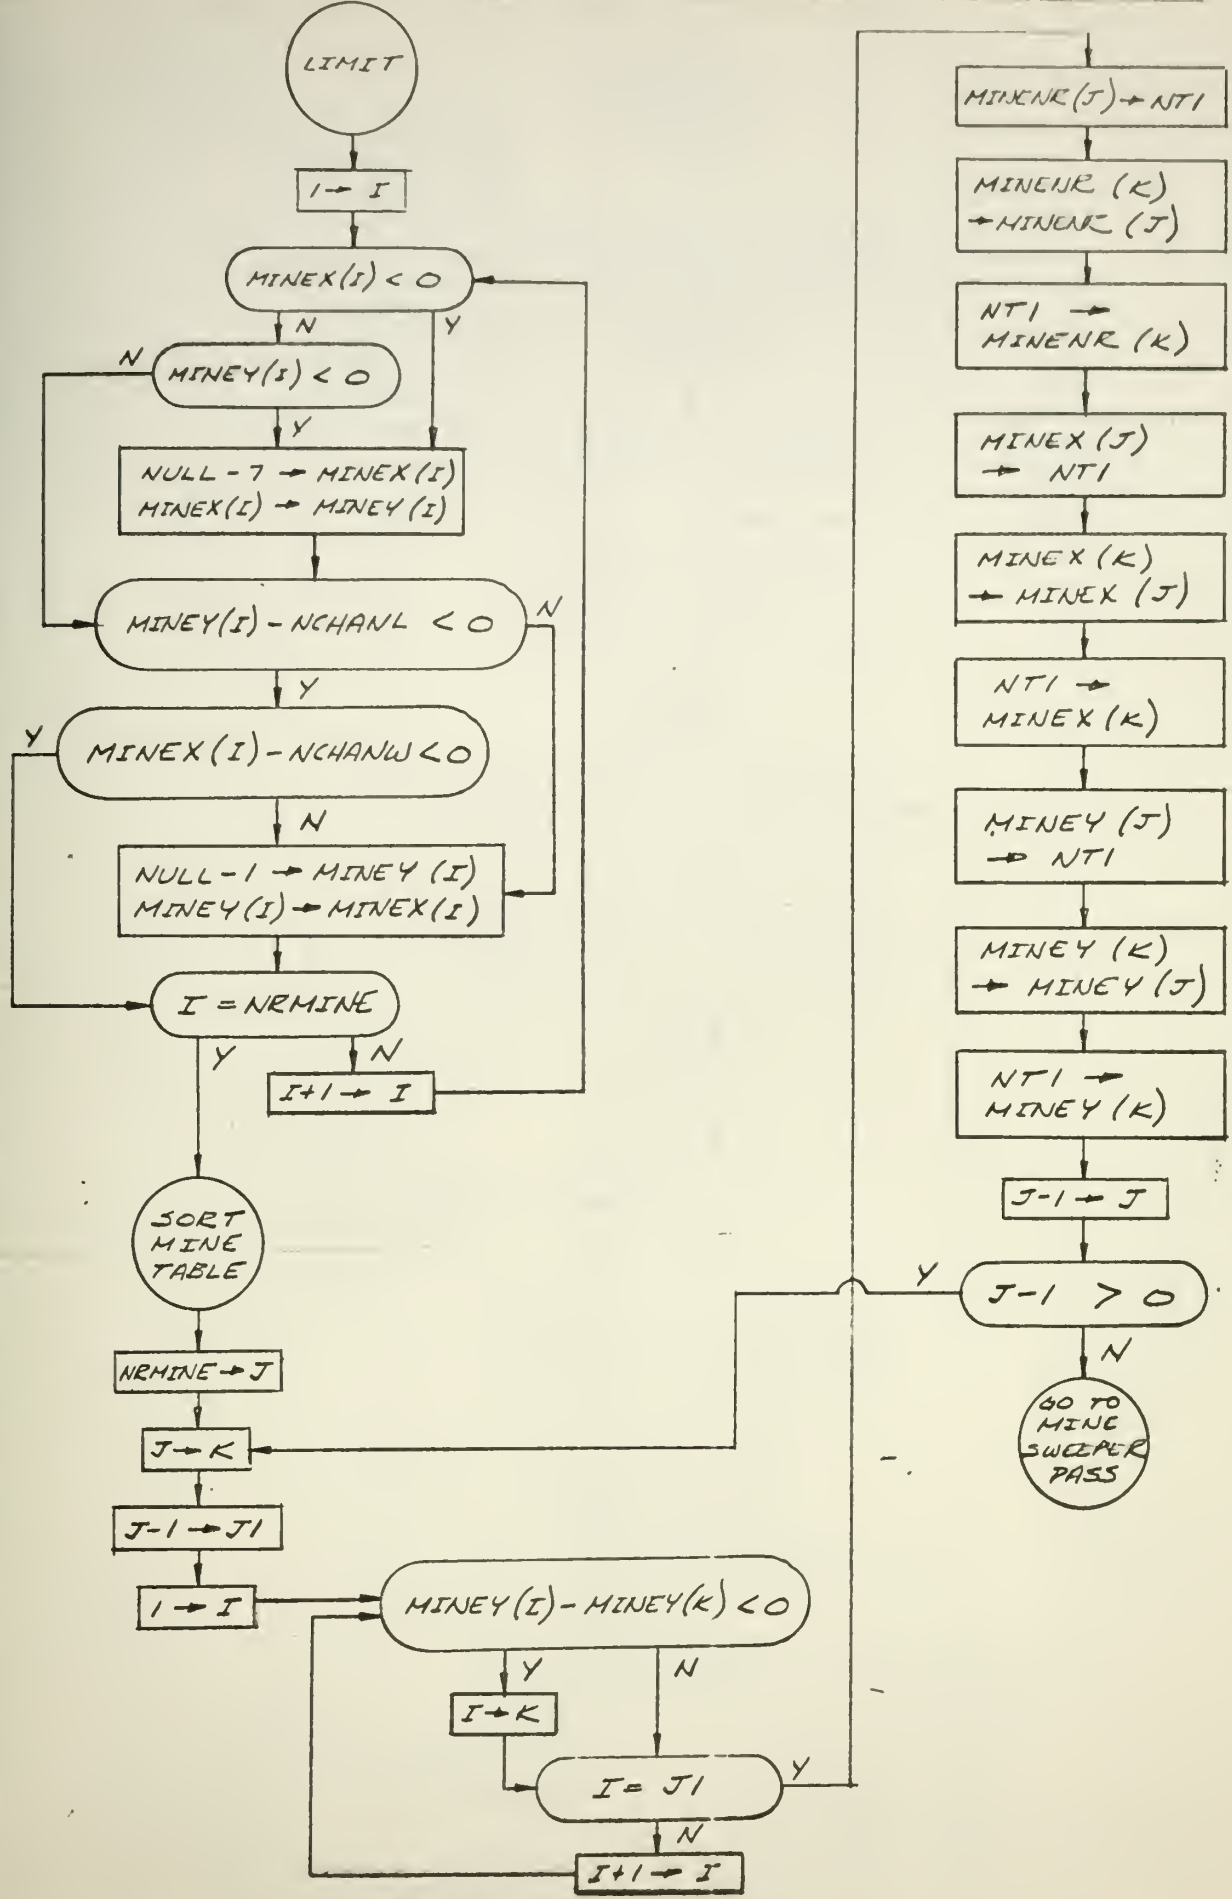 LIMIT
1 → I
MINEX(I) < 0
N
Y
N
MINEY(I) < 0
Y
NULL - 7 → MINEX(I)
MINEX(I) → MINEY(I)
MINEY(I) - NCHANL < 0
N
Y
Y
MINEX(I) - NCHANW < 0
N
NULL - 1 → MINEY(I)
MINEY(I) → MINEX(I)
I = NRMINE
Y
N
I+1 → I
SORT
MINE
TABLE
NRMINE → J
J → K
J-1 → J1
1 → I
MINEY(I) - MINEY(K) < 0
Y
N
I → K
I = J1
Y
N
I+1 → I
MINENR(J) → NT1
MINENR (K)
→ MINENR (J)
NT1 →
MINENR (K)
MINEX (J)
→ NT1
MINEX (K)
→ MINEX (J)
NT1 →
MINEX (K)
MINEY (J)
→ NT1
MINEY (K)
→ MINEY (J)
NT1 →
MINEY (K)
J-1 → J
Y
J-1 > 0
N
GO TO
MINE
SWEEPER
PASS